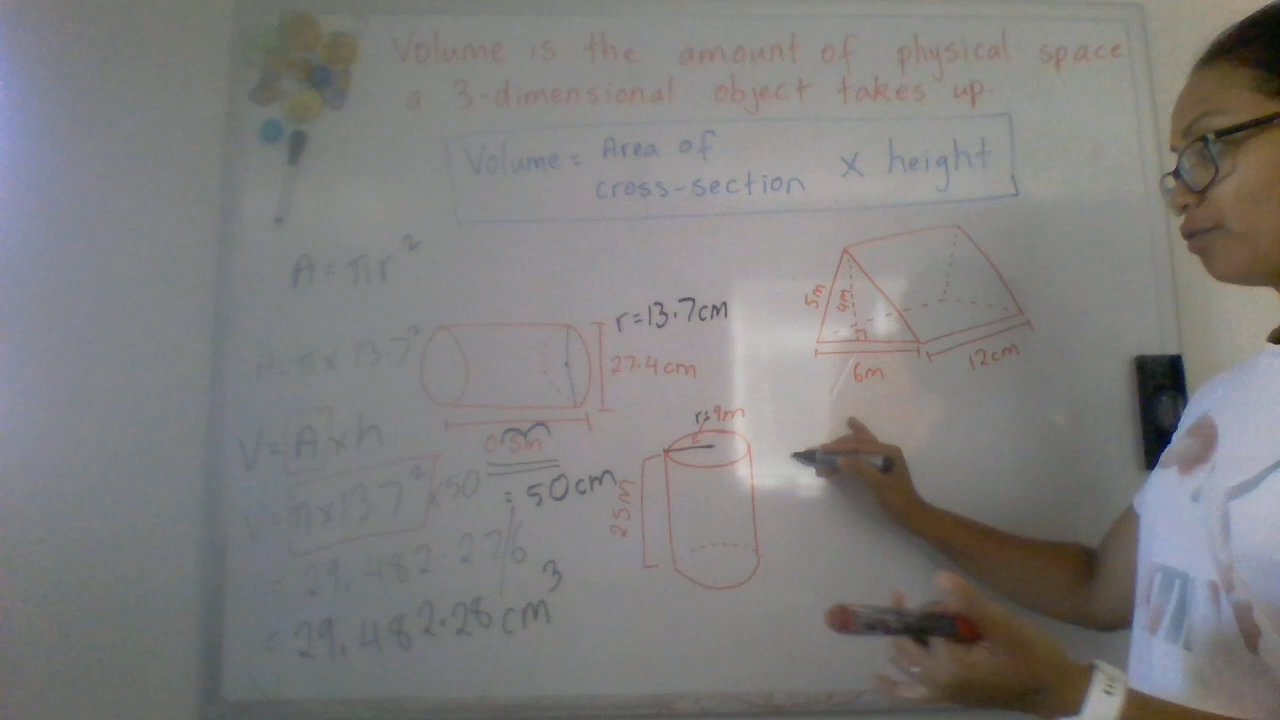 Volume is the amount of physical space
a 3-dimensional object takes up.
Volume = Area of cross-section × height
A = πr²
A = π × 13.7²
V = A × h
V = π × 13.7² × 50
= 29,482.27/6
= 29,482.28 cm³
r = 13.7cm
27.4cm
0.5m
= 50cm
r=9m
25m
5m
4m
6m
12cm